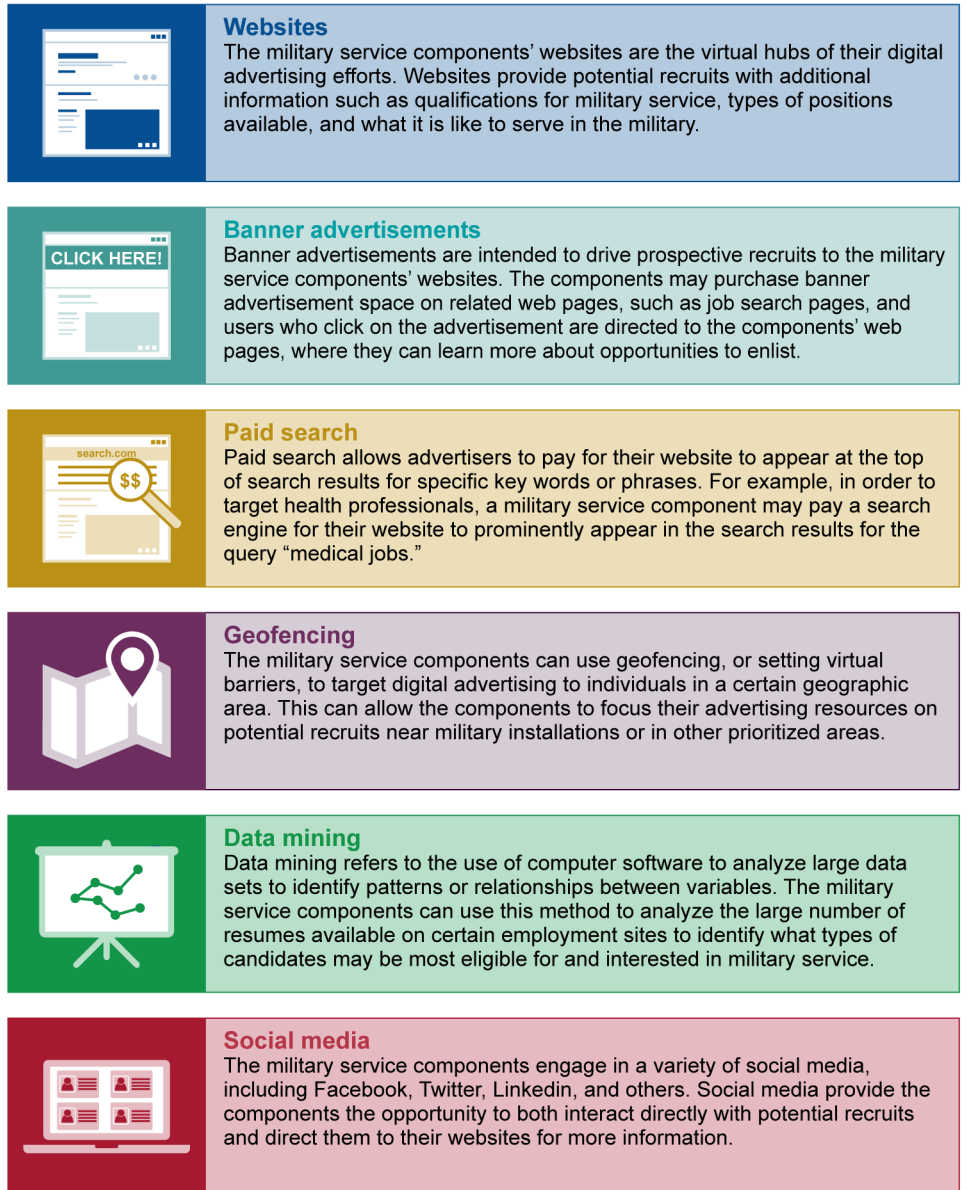 Websites
The military service components’ websites are the virtual hubs of their digital
advertising efforts. Websites provide potential recruits with additional
information such as qualifications for military service, types of positions
available, and what it is like to serve in the military.
CLICK HERE!
Banner advertisements
Banner advertisements are intended to drive prospective recruits to the military
service components’ websites. The components may purchase banner
advertisement space on related web pages, such as job search pages, and
users who click on the advertisement are directed to the components’ web
pages, where they can learn more about opportunities to enlist.
search.com
$$
Paid search
Paid search allows advertisers to pay for their website to appear at the top
of search results for specific key words or phrases. For example, in order to
target health professionals, a military service component may pay a search
engine for their website to prominently appear in the search results for the
query “medical jobs.”
Geofencing
The military service components can use geofencing, or setting virtual
barriers, to target digital advertising to individuals in a certain geographic
area. This can allow the components to focus their advertising resources on
potential recruits near military installations or in other prioritized areas.
Data mining
Data mining refers to the use of computer software to analyze large data
sets to identify patterns or relationships between variables. The military
service components can use this method to analyze the large number of
resumes available on certain employment sites to identify what types of
candidates may be most eligible for and interested in military service.
Social media
The military service components engage in a variety of social media,
including Facebook, Twitter, Linkedin, and others. Social media provide the
components the opportunity to both interact directly with potential recruits
and direct them to their websites for more information.